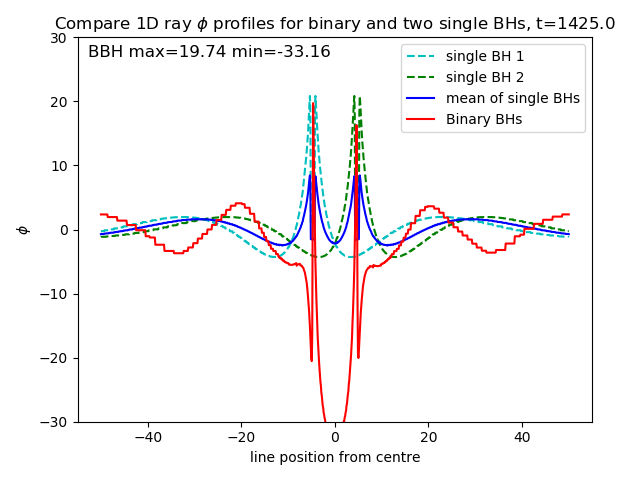 Compare 1D ray ϕ profiles for binary and two single BHs, t=1425.0
BBH max=19.74 min=-33.16
single BH 1
single BH 2
mean of single BHs
Binary BHs
30
20
10
0
−10
−20
−30
ϕ
−40
−20
0
20
40
line position from centre